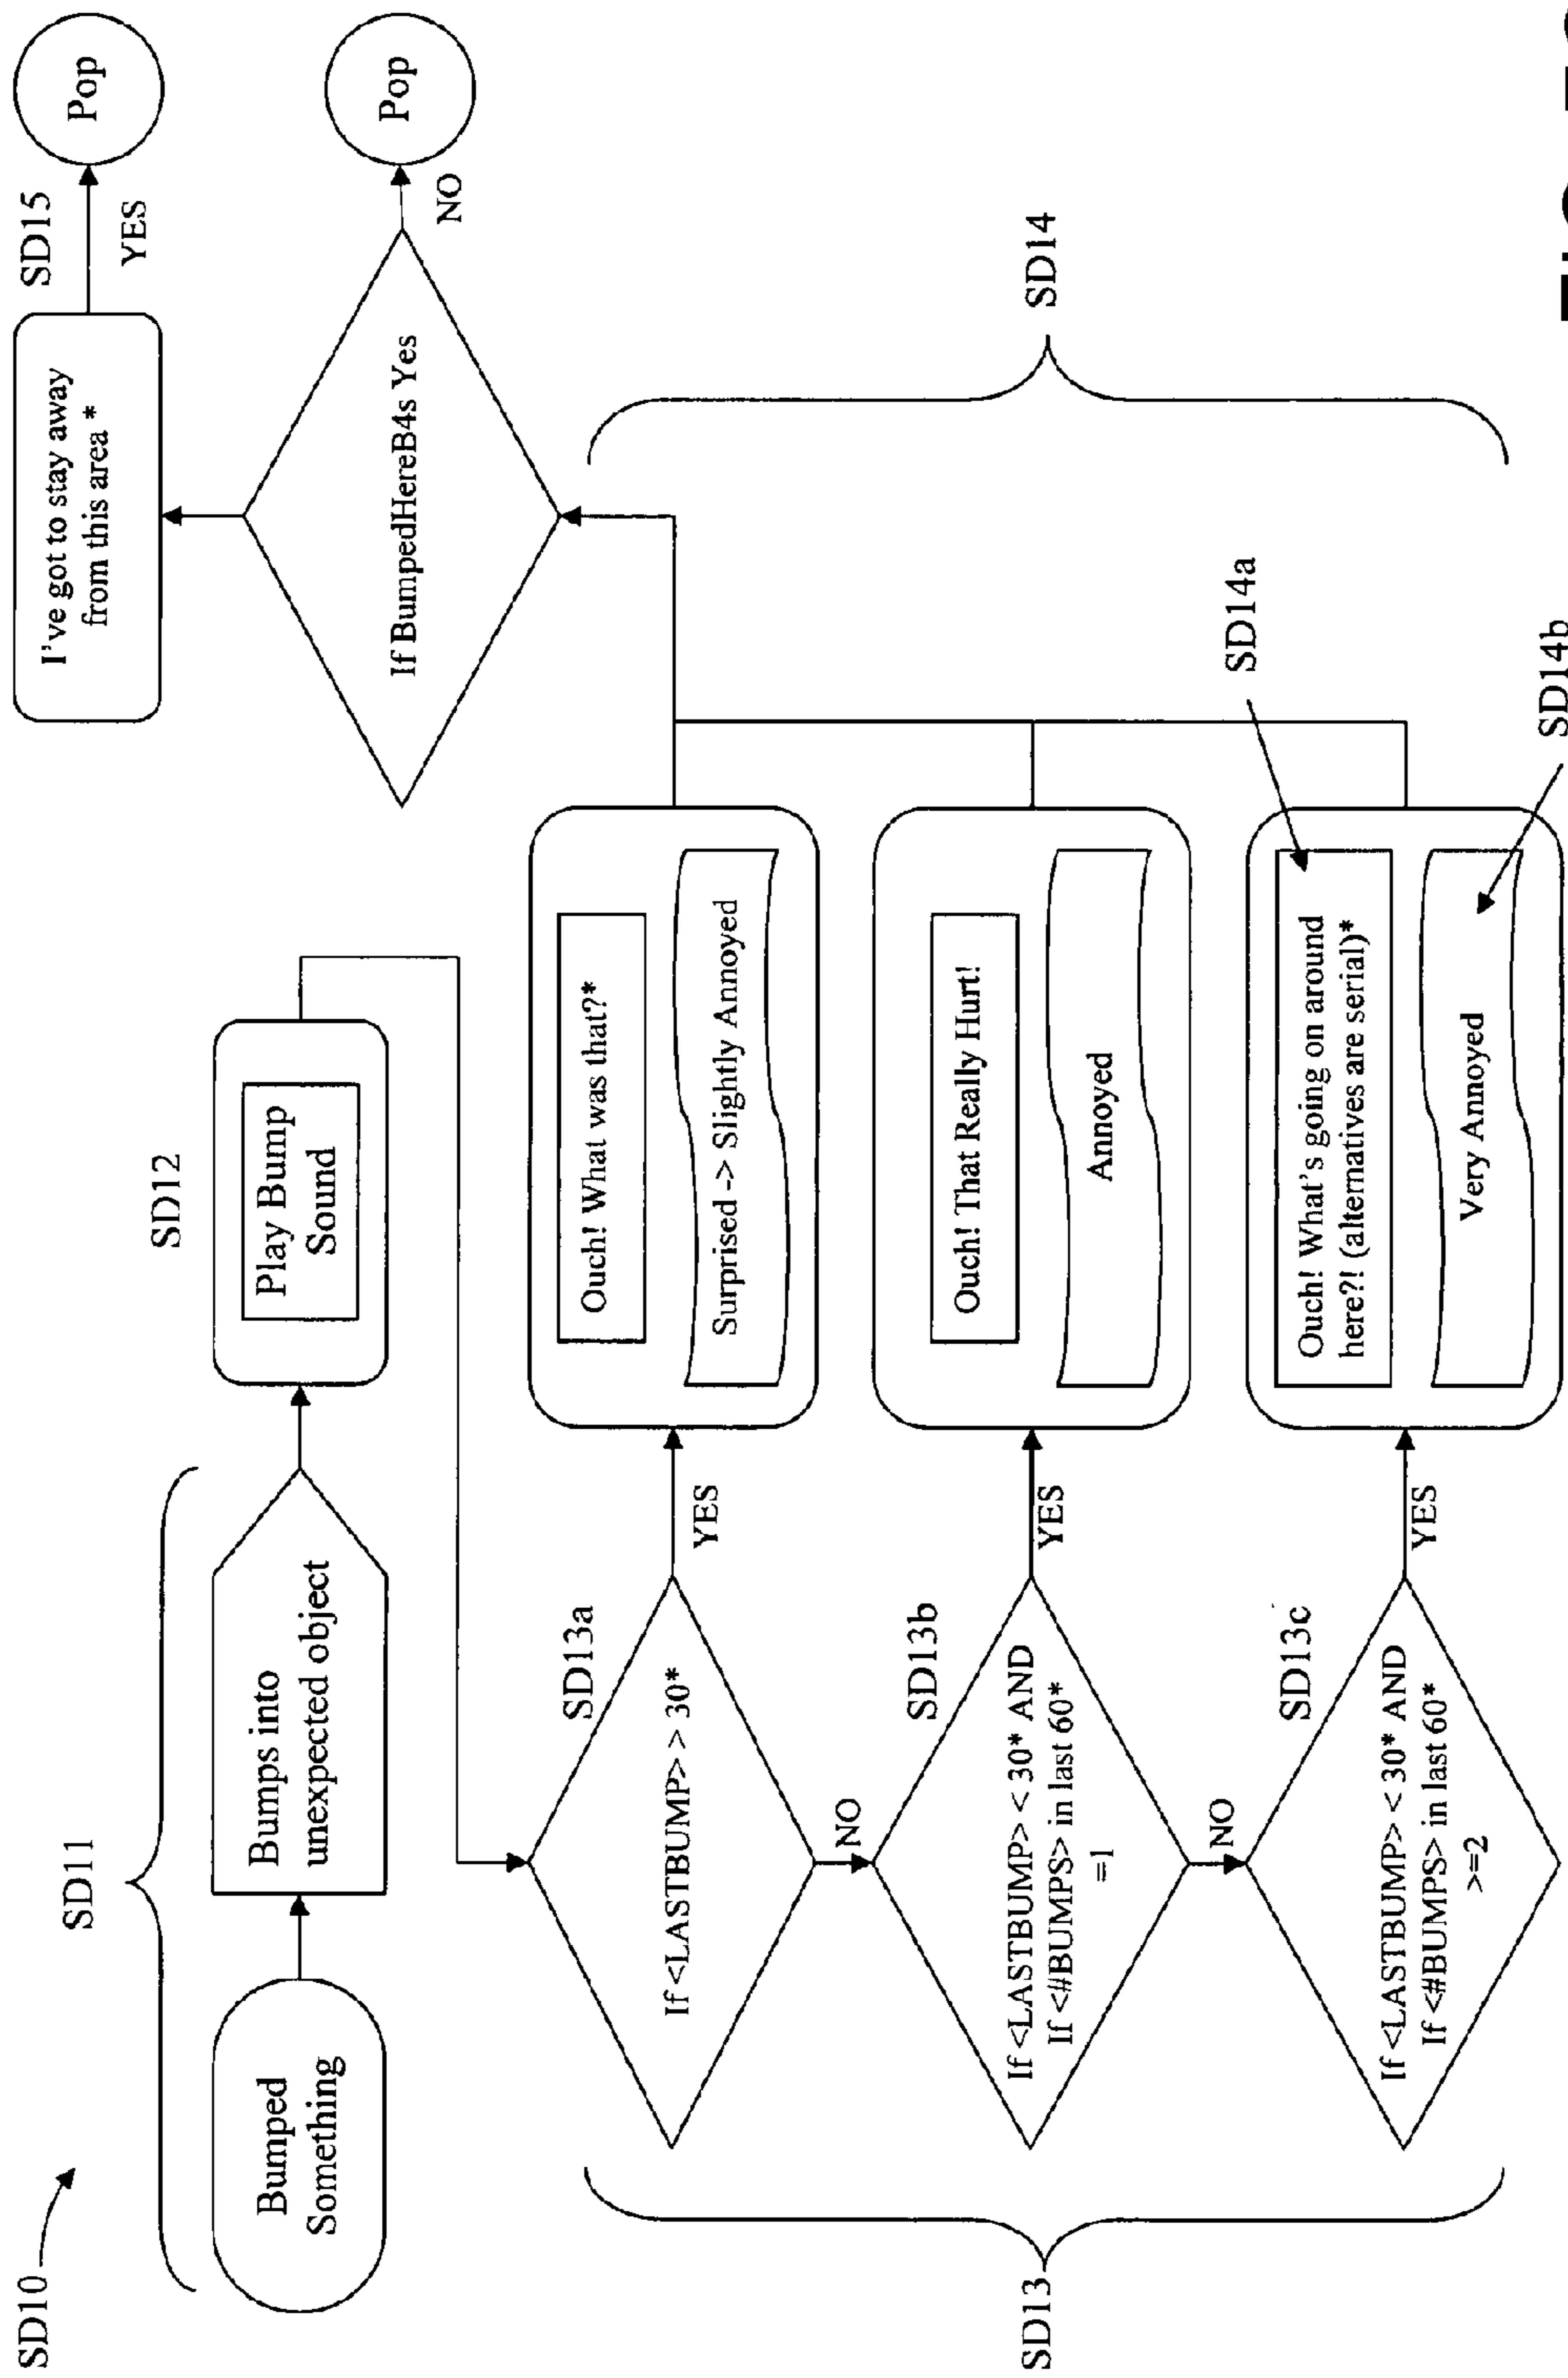 SD10
SD11
Bumped
Something
Bumps into
unexpected object
SD12
Play Bump
Sound
SD13
SD13a
If <LASTBUMP> > 30*
YES
NO
SD13b
If <LASTBUMP> < 30* AND
If <#BUMPS> in last 60*
=1
YES
NO
SD13c
If <LASTBUMP> < 30* AND
If <#BUMPS> in last 60*
>=2
YES
Ouch! What was that?*
Surprised -> Slightly Annoyed
Ouch! That Really Hurt!
Annoyed
Ouch! What's going on around
here?! (alternatives are serial)*
Very Annoyed
SD14a
SD14b
SD14
If BumpedHereB4s Yes
NO
Pop
I've got to stay away
from this area *
SD15
YES
Pop